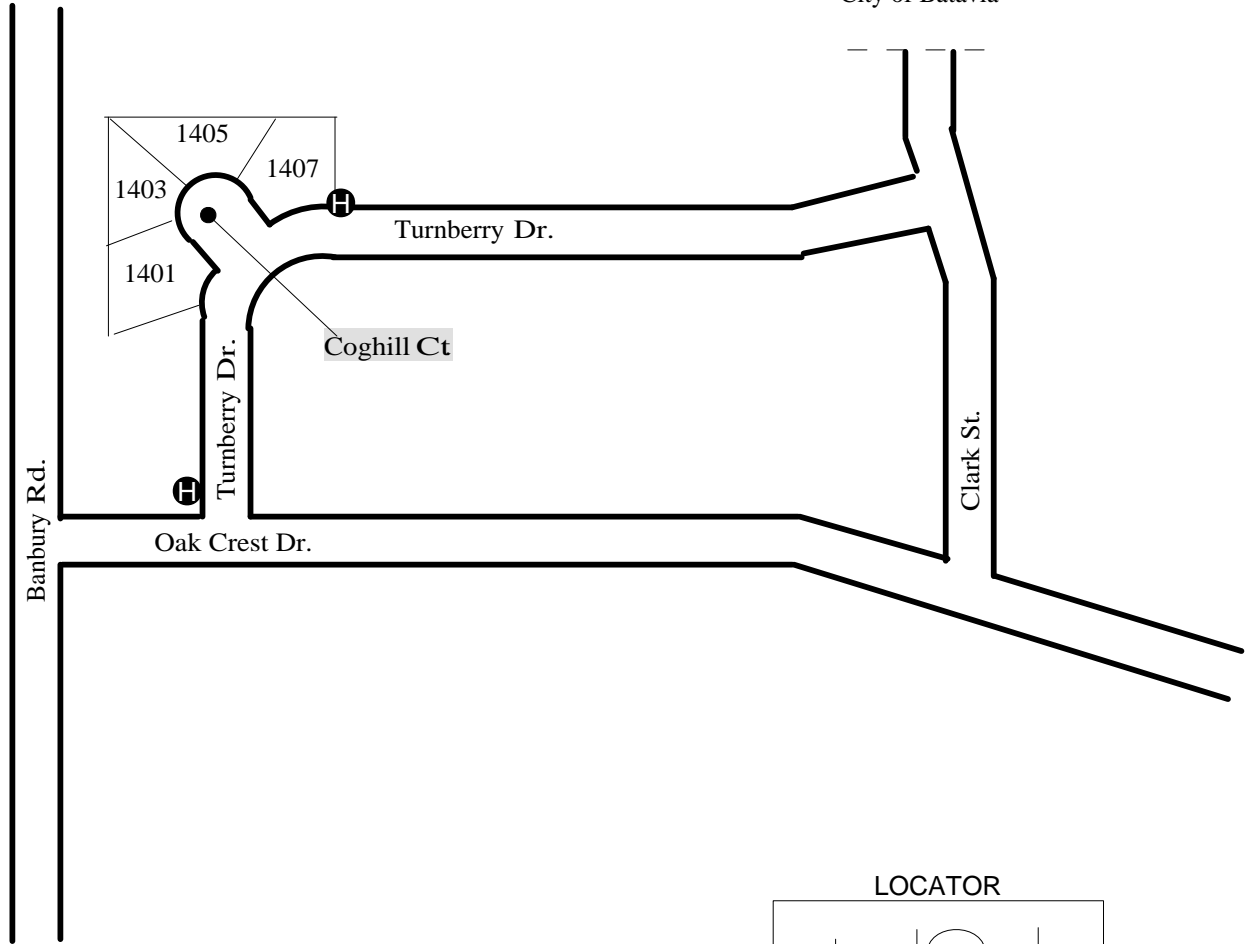 City of Batavia
1405
1407
1403
1401
H
Turnberry Dr.
Coghill Ct
Turnberry Dr.
Clark St.
H
Banbury Rd.
Oak Crest Dr.
LOCATOR